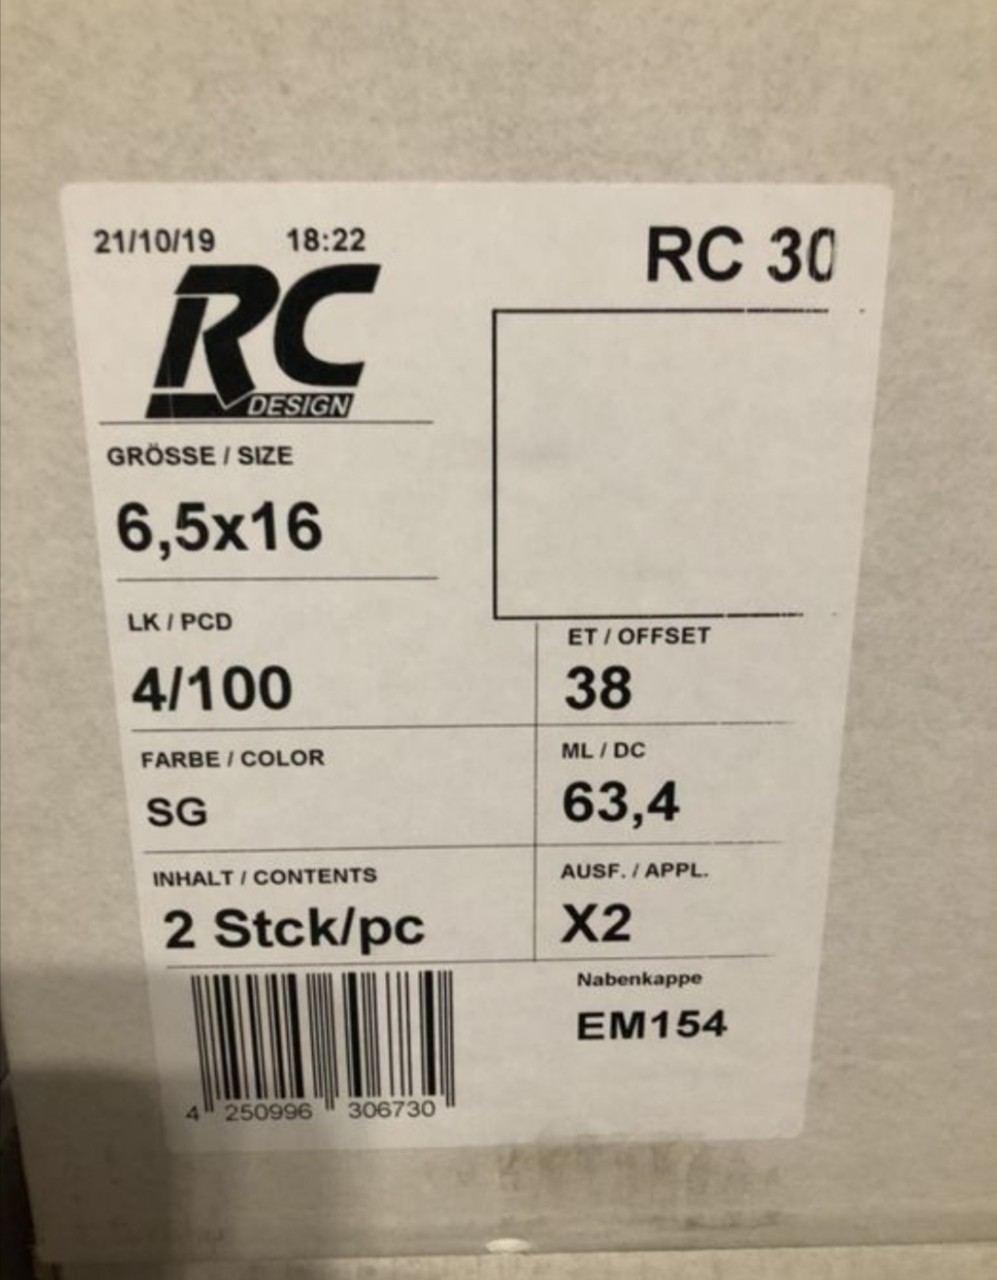 21/10/19 18:22
RC 30
RC
DESIGN
GRÖSSE / SIZE
6,5x16
LK / PCD
4/100
ET / OFFSET
38
FARBE / COLOR
SG
ML / DC
63,4
INHALT / CONTENTS
2 Stck/pc
AUSF. / APPL.
X2
Nabenkappe
EM154
4 250996 306730